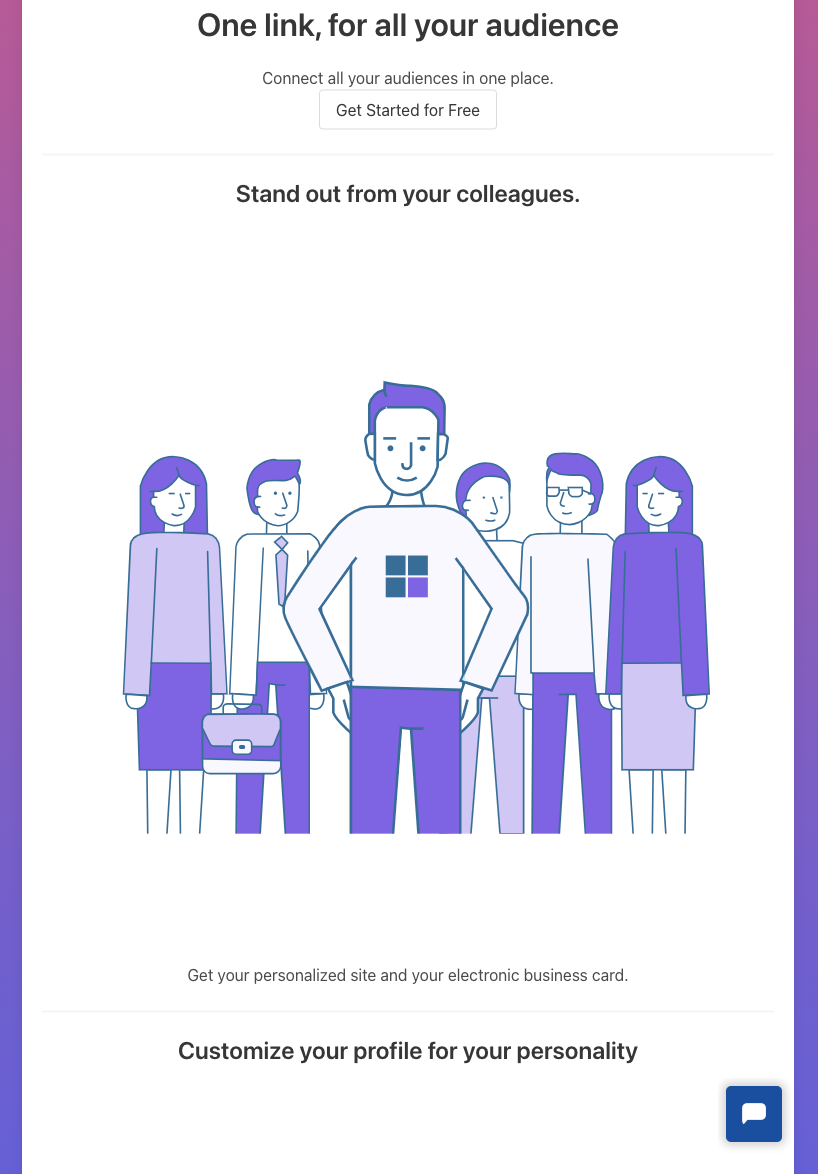 One link, for all your audience
Connect all your audiences in one place.
Get Started for Free
Stand out from your colleagues.
Get your personalized site and your electronic business card.
Customize your profile for your personality